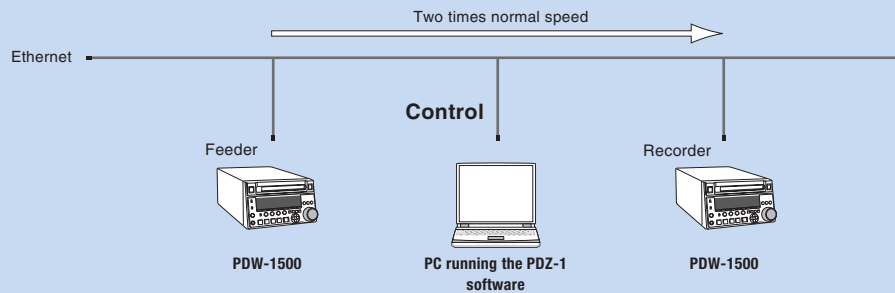 Two times normal speed
Ethernet
Control
Feeder
Recorder
PDW-1500
PC running the PDZ-1
software
PDW-1500